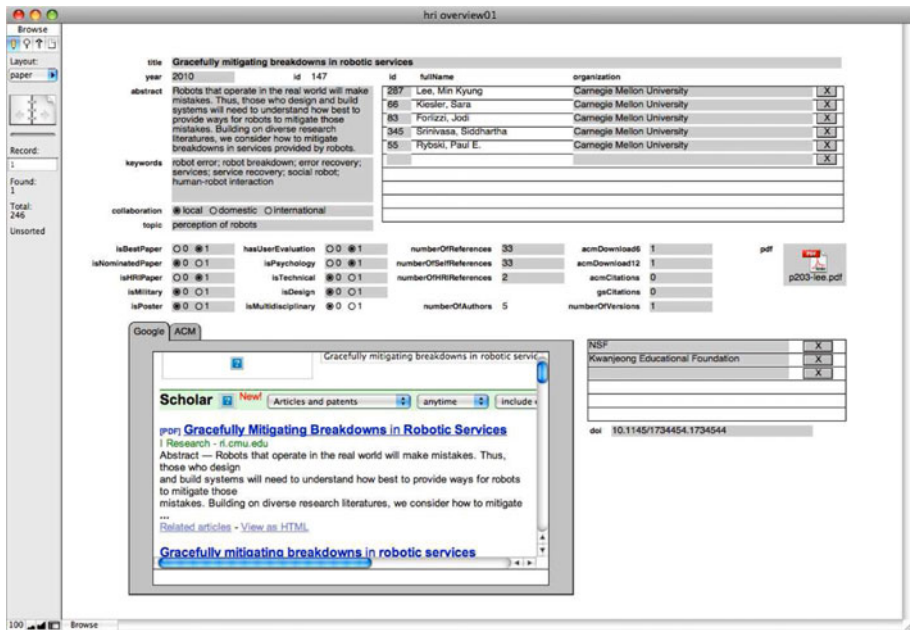 hri overview01
Browse
Layout:
paper
Record:
1
Found:
1
Total:
246
Unsorted
title Gracefully mitigating breakdowns in robotic services
year 2010 id 147
abstract Robots that operate in the real world will make
mistakes. Thus, those who design and build
systems will need to understand how best to
provide ways for robots to mitigate those
mistakes. Building on diverse research
literatures, we consider how to mitigate
breakdowns in services provided by robots.
keywords robot error; robot breakdown; error recovery;
services; service recovery; social robot;
human-robot interaction
collaboration local domestic international
topic perception of robots
id fullName organization
287 Lee, Min Kyung Carnegie Mellon University X
66 Kiesler, Sara Carnegie Mellon University X
83 Forlizzi, Jodi Carnegie Mellon University X
345 Srinivasa, Siddhartha Carnegie Mellon University X
55 Rybski, Paul E. Carnegie Mellon University X
X
isBestPaper 0 1 hasUserEvaluation 0 1 numberOfReferences 33 acmDownload6 1 pdf
isNominatedPaper 0 1 isPsychology 0 1 numberOfSelfReferences 33 acmDownload12 1
isHRIPaper 0 1 isTechnical 0 1 numberOfHRIReferences 2 acmCitations 0
isMilitary 0 1 isDesign 0 1 gsCitations 0
isPoster 0 1 isMultidisciplinary 0 1 numberOfAuthors 5 numberOfVersions 1
PDF
p203-lee.pdf
Google ACM
Gracefully mitigating breakdowns in robotic servic
Scholar New! Articles and patents anytime include
[PDF] Gracefully Mitigating Breakdowns in Robotic Services
I Research - ri.cmu.edu
Abstract — Robots that operate in the real world will make mistakes. Thus,
those who design
and build systems will need to understand how best to provide ways for robots
to mitigate those
mistakes. Building on diverse research literatures, we consider how to mitigate
...
Related articles - View as HTML
Gracefully mitigating breakdowns in robotic services
NSF X
Kwanjeong Educational Foundation X
X
doi 10.1145/1734454.1734544
100 Browse